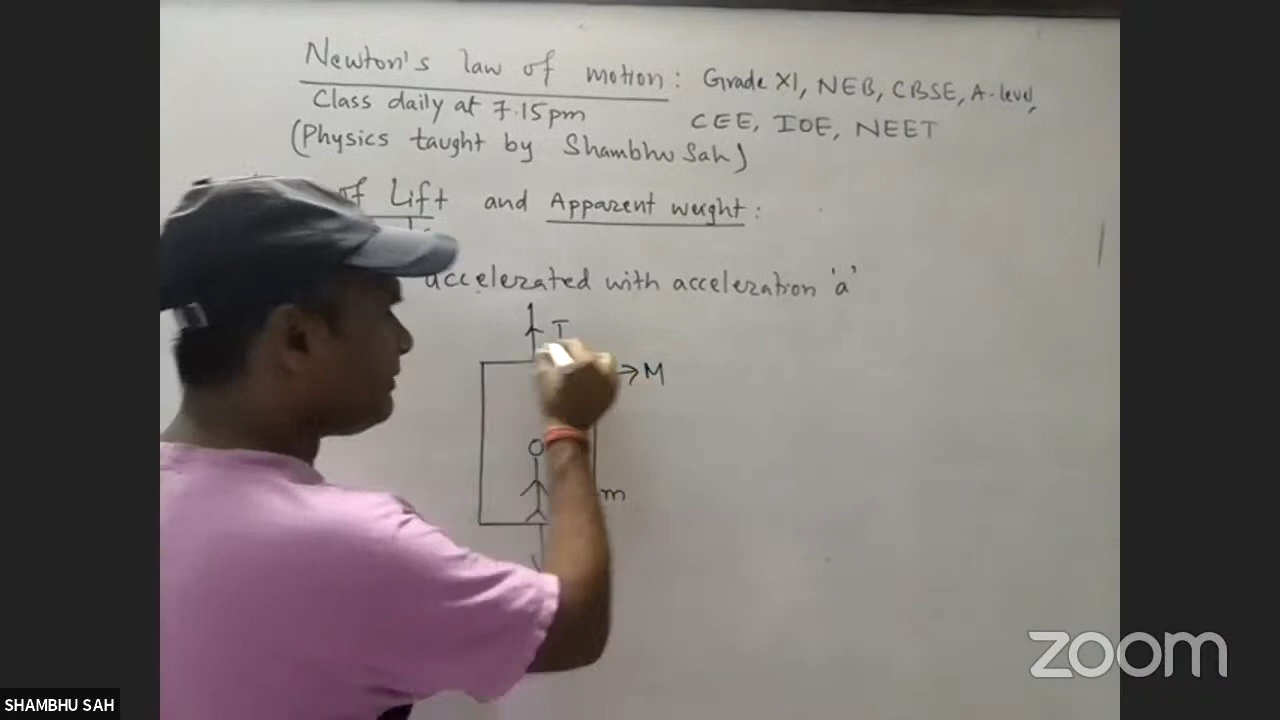 Newton's law of motion: Grade XI, NEB, CBSE, A-level,
Class daily at 7.15pm CEE, IOE, NEET
(Physics taught by Shambhu Sah)
of Lift and Apparent weight:
accelerated with acceleration 'a'
T
M
m
zoom
SHAMBHU SAH